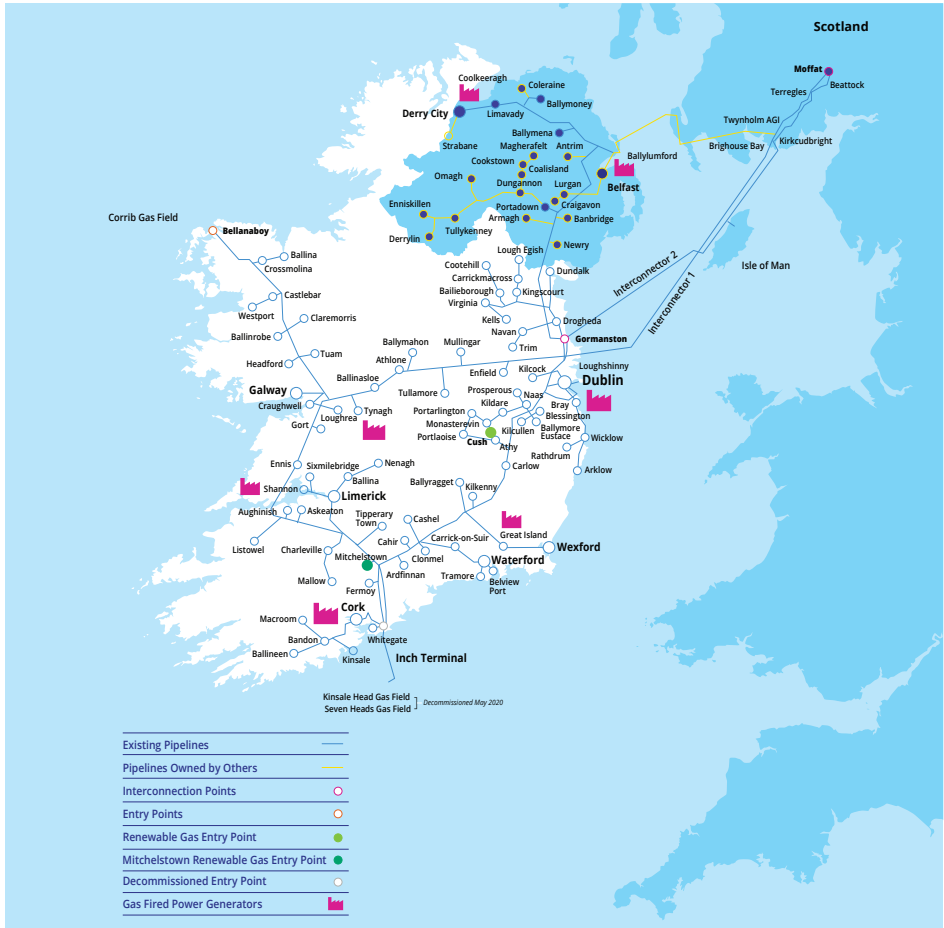 Scotland
Moffat
Beattock
Terregles
Twynholm AGI
Kirkcudbright
Brighouse Bay
Coolkeeragh
Coleraine
Ballymoney
Derry City
Limavady
Strabane
Ballymena
Magherafelt
Antrim
Cookstown
Coalisland
Omagh
Dungannon
Lurgan
Ballylumford
Belfast
Enniskillen
Portadown
Craigavon
Armagh
Banbridge
Tullykenney
Derrylin
Newry
Corrib Gas Field
Bellanaboy
Ballina
Crossmolina
Castlebar
Westport
Claremorris
Ballinrobe
Tuam
Headford
Lough Egish
Cootehill
Dundalk
Carrickmacross
Bailieborough
Kingscourt
Virginia
Kells
Navan
Drogheda
Trim
Gormanston
Interconnector 2
Interconnector 1
Isle of Man
Ballymahon
Mullingar
Athlone
Ballinasloe
Tullamore
Enfield
Kilcock
Loughshinny
Dublin
Galway
Craughwell
Loughrea
Tynagh
Gort
Prosperous
Naas
Kildare
Portarlington
Monasterevin
Portlaoise
Cush
Athy
Kilcullen
Bray
Blessington
Ballymore
Eustace
Wicklow
Rathdrum
Arklow
Carlow
Ennis
Sixmilebridge
Nenagh
Shannon
Ballina
Limerick
Ballyragget
Kilkenny
Aughinish
Askeaton
Tipperary
Town
Cashel
Great Island
Wexford
Listowel
Charleville
Cahir
Carrick-on-Suir
Mitchelstown
Clonmel
Waterford
Ardfinnan
Tramore
Belview
Port
Mallow
Fermoy
Cork
Macroom
Bandon
Whitegate
Ballineen
Kinsale
Inch Terminal
Kinsale Head Gas Field
Seven Heads Gas Field
Decommissioned May 2020
Existing Pipelines
Pipelines Owned by Others
Interconnection Points
Entry Points
Renewable Gas Entry Point
Mitchelstown Renewable Gas Entry Point
Decommissioned Entry Point
Gas Fired Power Generators